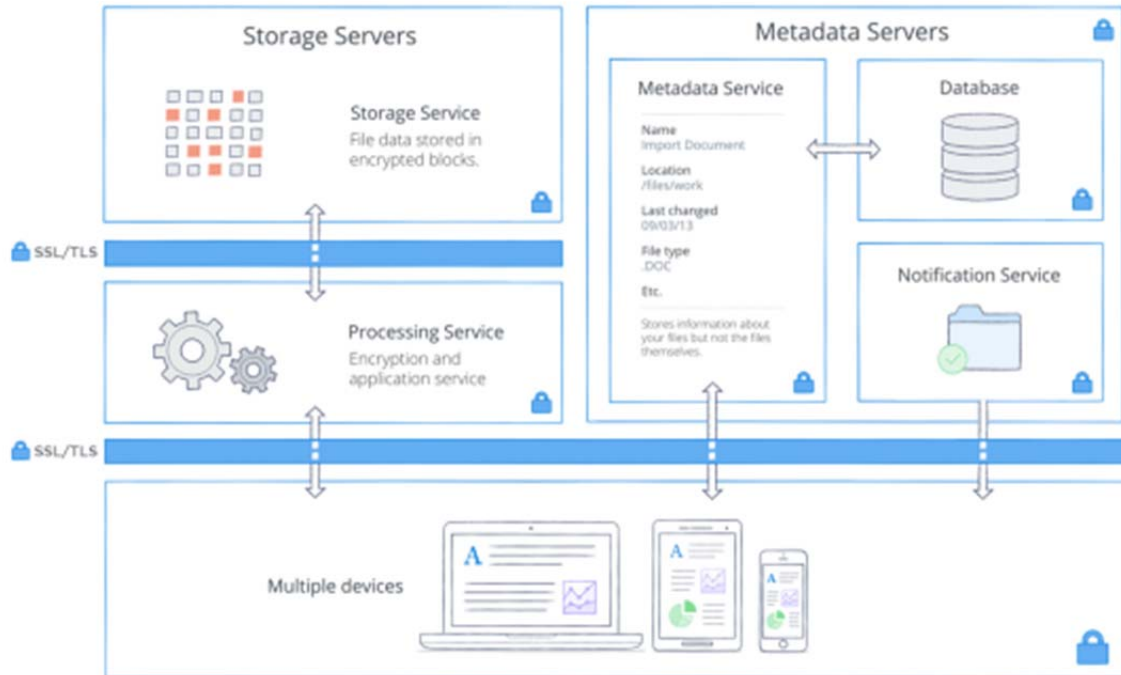 Storage Servers
Storage Service
File data stored in
encrypted blocks.
SSL/TLS
Processing Service
Encryption and
application service
SSL/TLS
Metadata Servers
Metadata Service
Name
Import Document
Location
/files/work
Last changed
09/03/13
File type
.DOC
Etc.
Stores information about
your files but not the files
themselves.
Database
Notification Service
Multiple devices
A
A
A